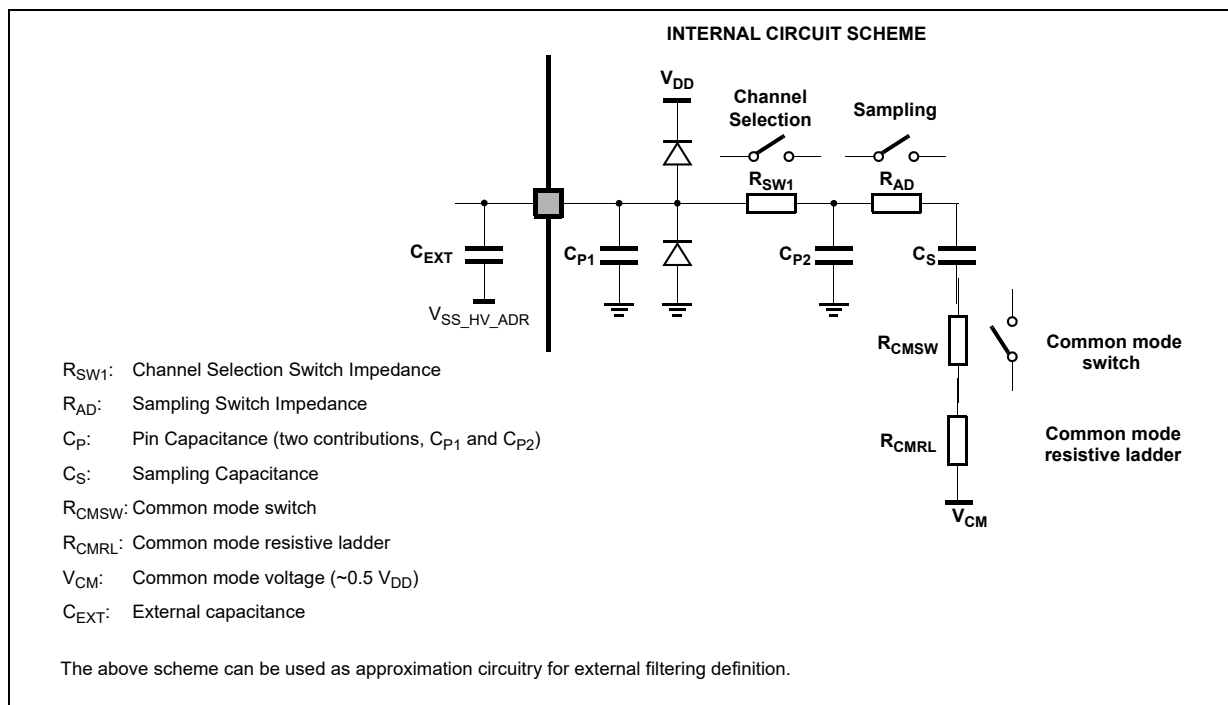 INTERNAL CIRCUIT SCHEME
VDD
Channel
Selection
Sampling
RSW1
RAD
CEXT
CP1
CP2
CS
VSS_HV_ADR
RCMSW
Common mode
switch
RCMRL
Common mode
resistive ladder
VCM
RSW1: Channel Selection Switch Impedance
RAD: Sampling Switch Impedance
CP: Pin Capacitance (two contributions, CP1 and CP2)
CS: Sampling Capacitance
RCMSW: Common mode switch
RCMRL: Common mode resistive ladder
VCM: Common mode voltage (~0.5 VDD)
CEXT: External capacitance
The above scheme can be used as approximation circuitry for external filtering definition.